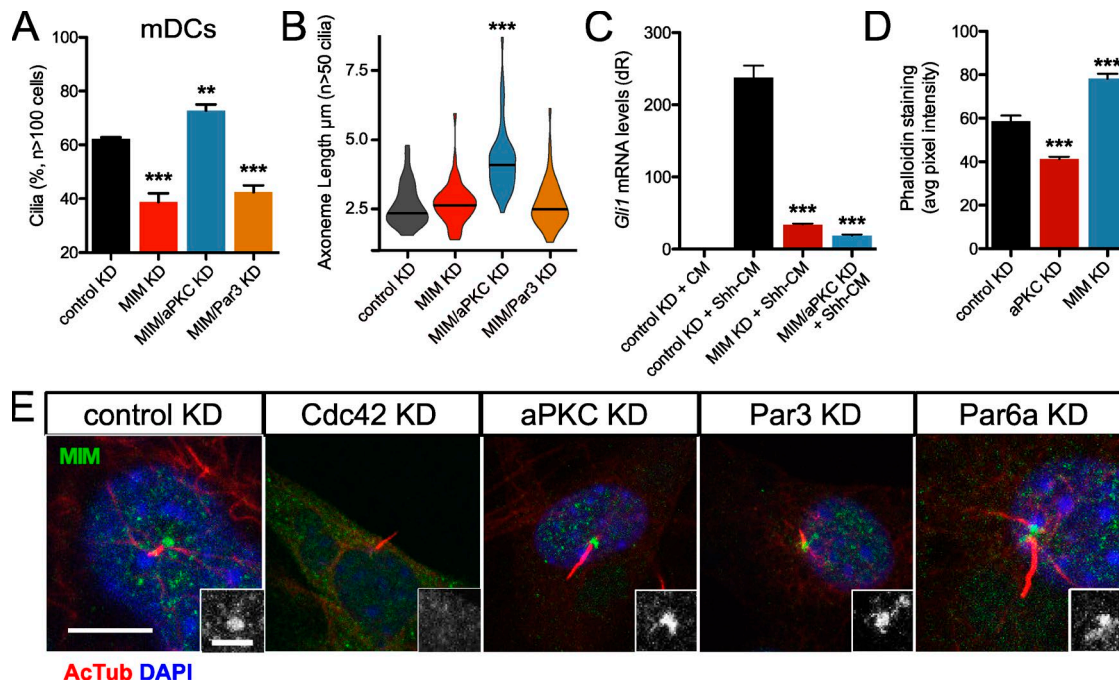 A
mDCs
Cilia (%, n>100 cells)
100
80
60
40
20
**
***
***
control KD
MIM KD
MIM/aPKC KD
MIM/Par3 KD
B
Axoneme Length µm (n>50 cilia)
7.5
5.0
2.5
***
control KD
MIM KD
MIM/aPKC KD
MIM/Par3 KD
C
Gli1 mRNA levels (dR)
300
200
100
0
***
***
control KD + CM
control KD + Shh-CM
MIM KD + Shh-CM
MIM/aPKC KD
+ Shh-CM
D
Phalloidin staining
(avg pixel intensity)
100
80
60
40
20
0
***
***
control KD
aPKC KD
MIM KD
E
control KD
Cdc42 KD
aPKC KD
Par3 KD
Par6a KD
MIM
AcTub DAPI